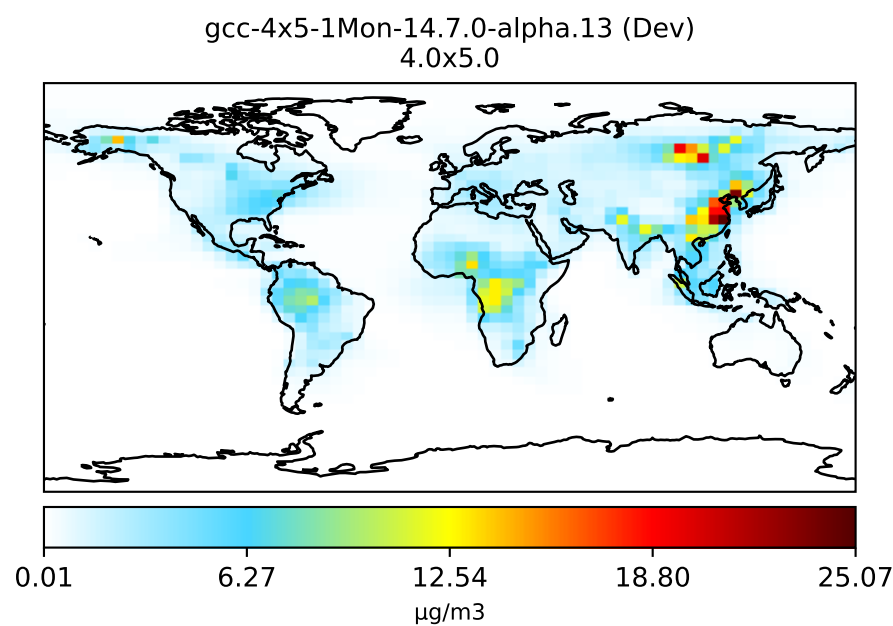 gcc-4x5-1Mon-14.7.0-alpha.13 (Dev)
4.0x5.0
0.01 6.27 12.54 18.80 25.07
μg/m3